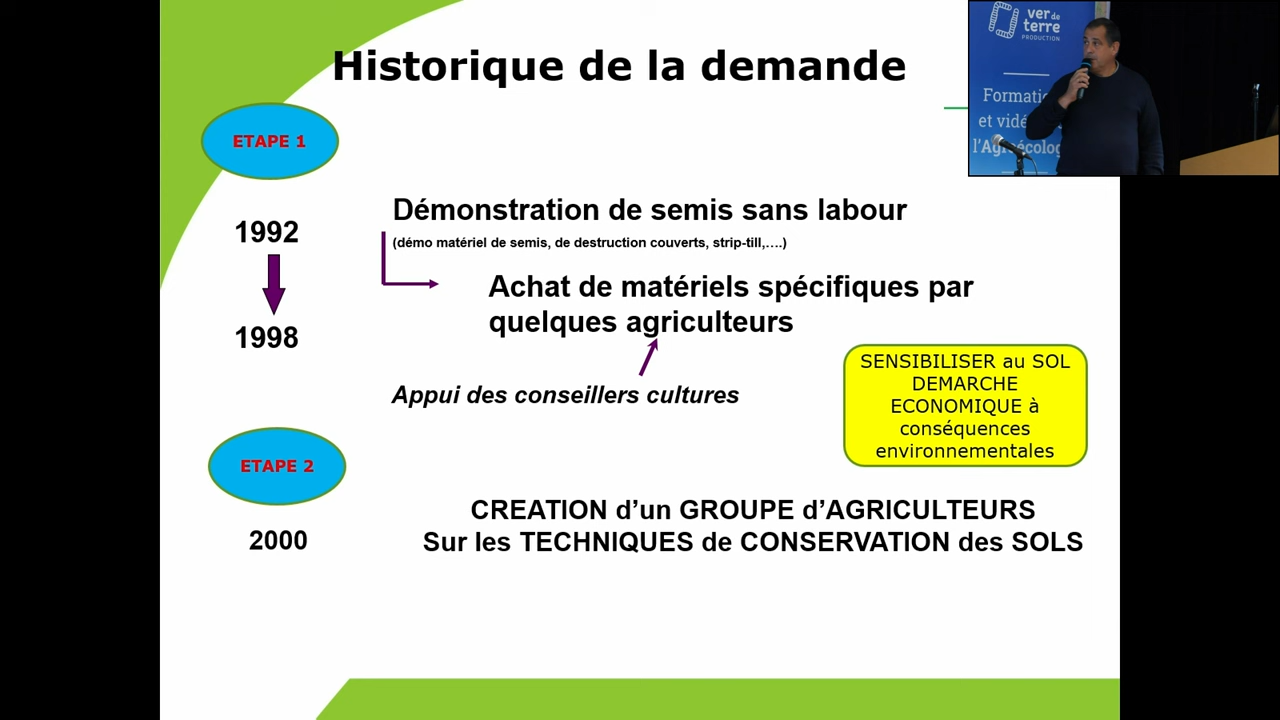 Historique de la demande
ver de
terre
PRODUCTION
Formatio
et vidé
l'Agroécolog
ETAPE 1
1992
Démonstration de semis sans labour
(démo matériel de semis, de destruction couverts, strip-till,....)
Achat de matériels spécifiques par
quelques agriculteurs
1998
Appui des conseillers cultures
SENSIBILISER au SOL
DEMARCHE
ECONOMIQUE à
conséquences
environnementales
ETAPE 2
2000
CREATION d’un GROUPE d’AGRICULTEURS
Sur les TECHNIQUES de CONSERVATION des SOLS